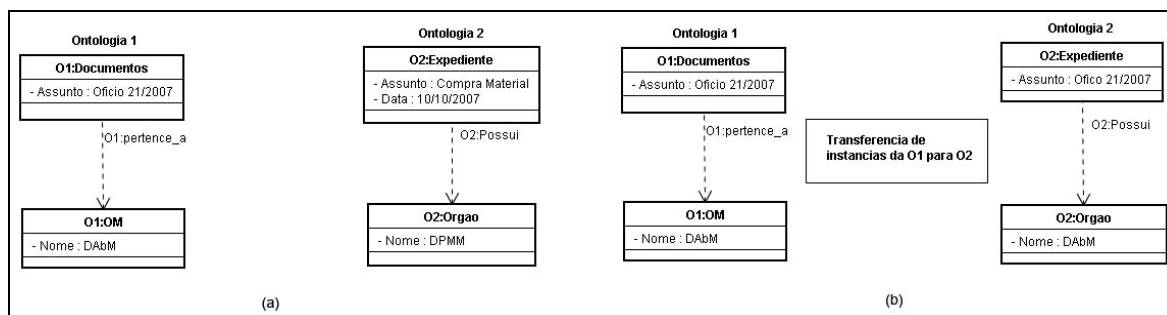 Ontologia 1
O1:Documentos
- Assunto : Oficio 21/2007
O1:pertence_a
O1:OM
- Nome : DAbM
Ontologia 2
O2:Expediente
- Assunto : Compra Material
- Data : 10/10/2007
O2:Possui
O2:Orgao
- Nome : DPMM
(a)
Ontologia 1
O1:Documentos
- Assunto : Oficio 21/2007
O1:pertence_a
O1:OM
- Nome : DAbM
Transferencia de
instancias da O1 para O2
Ontologia 2
O2:Expediente
- Assunto : Ofico 21/2007
O2:Possui
O2:Orgao
- Nome : DAbM
(b)